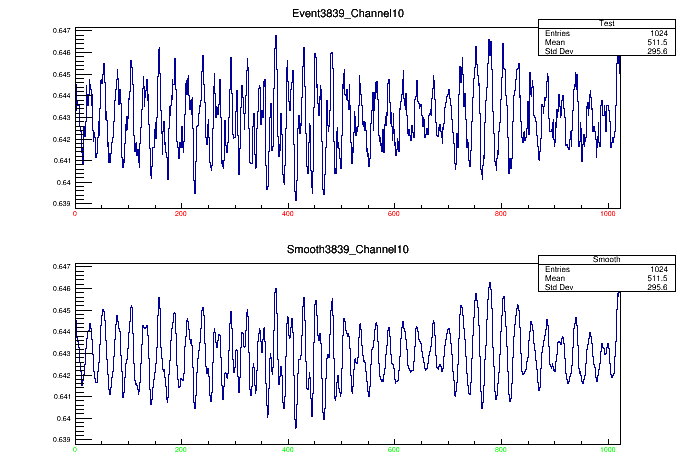 Event3839_Channel10
Test
Entries 1024
Mean 511.5
Std Dev 295.6
0.647
0.646
0.645
0.644
0.643
0.642
0.641
0.64
0.639
0 200 400 600 800 1000
Smooth3839_Channel10
Smooth
Entries 1024
Mean 511.5
Std Dev 295.6
0.647
0.646
0.645
0.644
0.643
0.642
0.641
0.64
0.639
0 200 400 600 800 1000